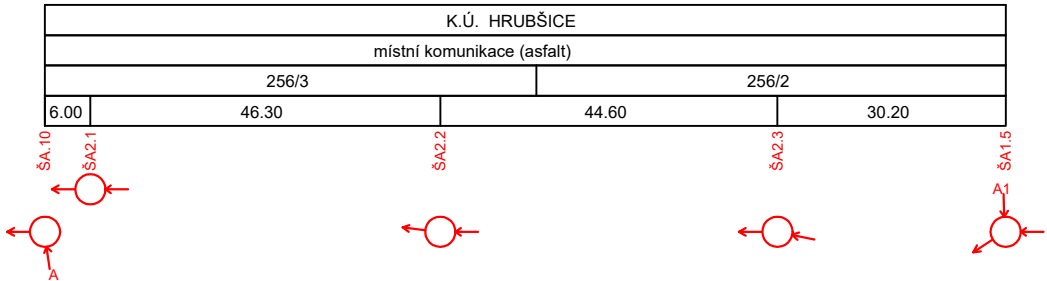 K.Ú. HRUBŠICE
místní komunikace (asfalt)
256/3 256/2
6.00 46.30 44.60 30.20
ŠA.10 ŠA2.1 ŠA2.2 ŠA2.3 ŠA1.5
A1
A